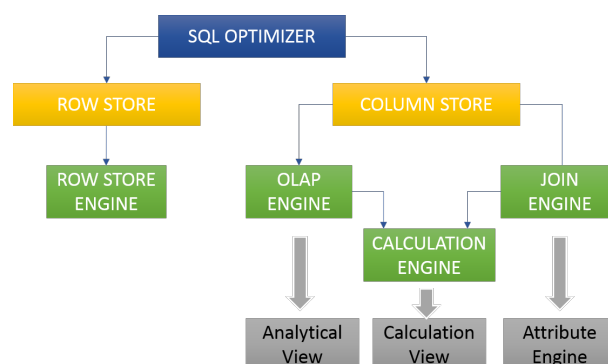 SQL OPTIMIZER
ROW STORE
COLUMN STORE
ROW STORE
ENGINE
OLAP
ENGINE
JOIN
ENGINE
CALCULATION
ENGINE
Analytical
View
Calculation
View
Attribute
Engine